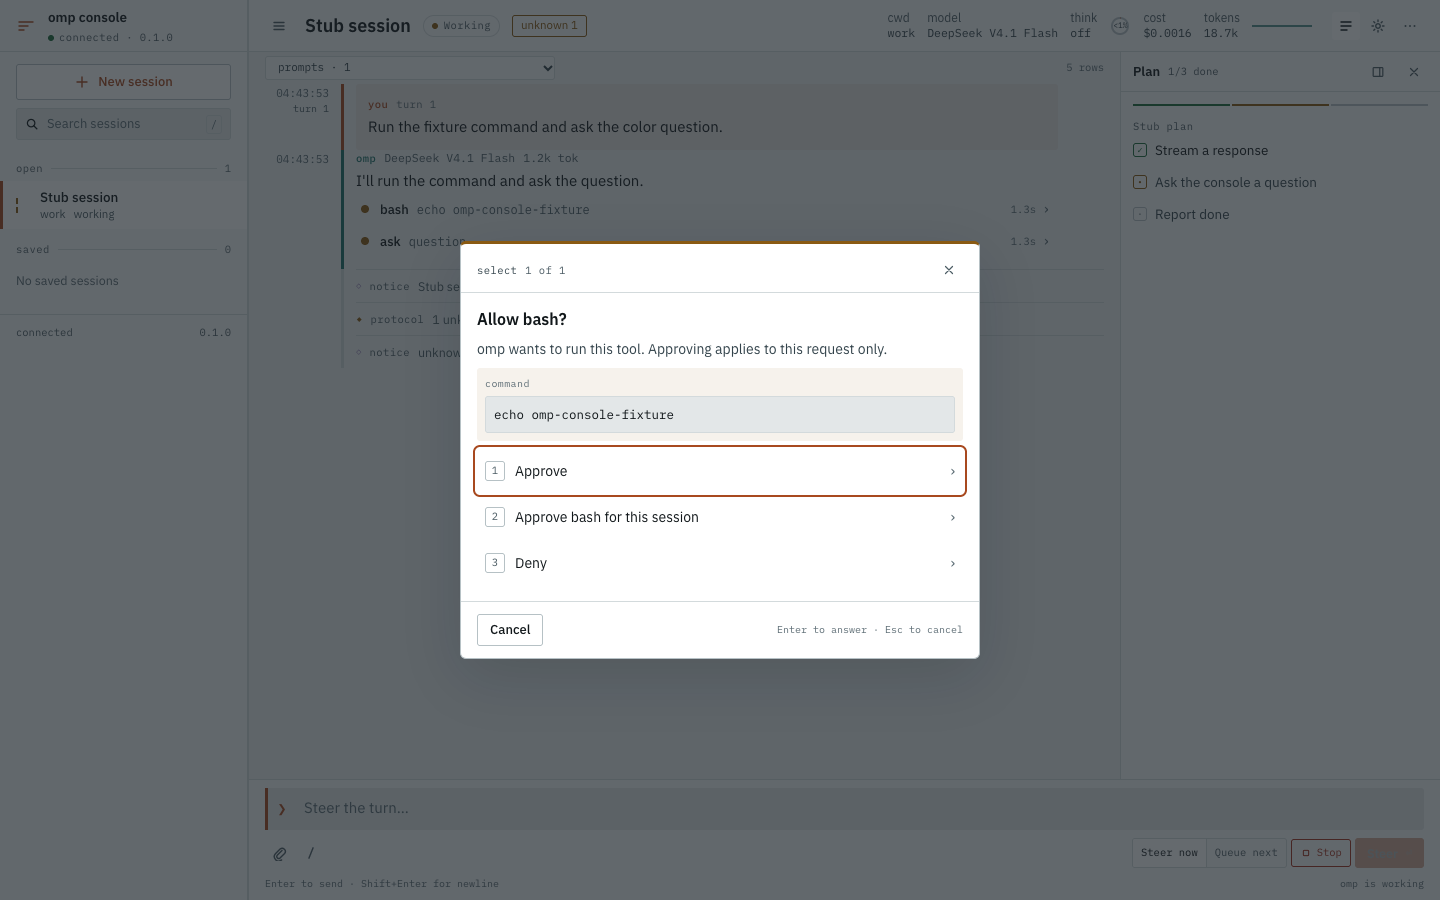 omp console
connected · 0.1.0
New session
Search sessions /
open 1
Stub session
work working
saved 0
No saved sessions
connected 0.1.0
Stub session
Working
unknown 1
cwd
work
model
DeepSeek V4.1 Flash
think
off
<1%
cost
$0.0016
tokens
18.7k
prompts · 1
5 rows
04:43:53
turn 1
you turn 1
Run the fixture command and ask the color question.
04:43:53
omp DeepSeek V4.1 Flash 1.2k tok
I'll run the command and ask the question.
bash echo omp-console-fixture 1.3s
ask question 1.3s
notice Stub se
protocol 1 unk
notice unknow
select 1 of 1
Allow bash?
omp wants to run this tool. Approving applies to this request only.
command
echo omp-console-fixture
1 Approve
2 Approve bash for this session
3 Deny
Cancel
Enter to answer · Esc to cancel
Plan 1/3 done
Stub plan
Stream a response
Ask the console a question
Report done
Steer the turn...
/
Steer now
Queue next
Stop
Enter to send · Shift+Enter for newline
omp is working